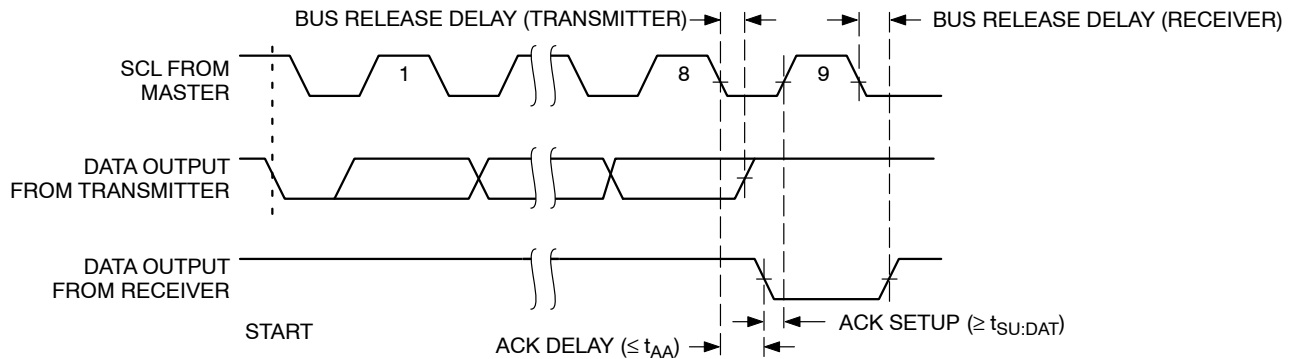 BUS RELEASE DELAY (TRANSMITTER)
BUS RELEASE DELAY (RECEIVER)
SCL FROM
MASTER
1
8
9
DATA OUTPUT
FROM TRANSMITTER
DATA OUTPUT
FROM RECEIVER
START
ACK SETUP (≥ tSU:DAT)
ACK DELAY (≤ tAA)